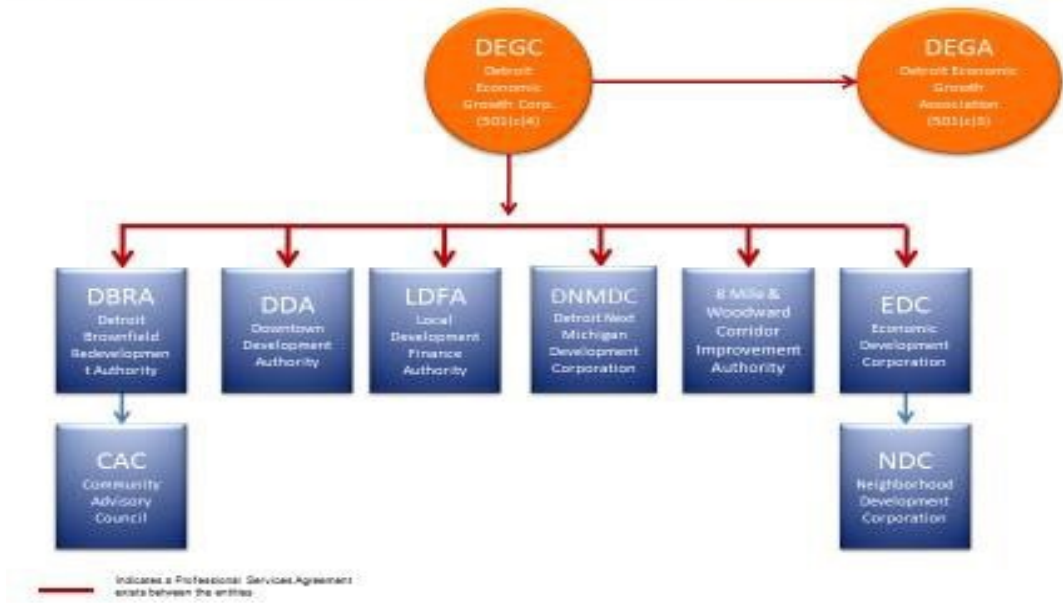 DEGC
Detroit
Economic
Growth Corp.
(501(c)4)
DEGA
Detroit Economic
Growth
Association
(501(c)3)
DBRA
Detroit
Brownfield
Redevelopmen
t Authority
DDA
Downtown
Development
Authority
LDFA
Local
Development
Finance
Authority
DNMDC
Detroit Next
Michigan
Development
Corporation
8 Mile &
Woodward
Corridor
Improvement
Authority
EDC
Economic
Development
Corporation
CAC
Community
Advisory
Council
NDC
Neighborhood
Development
Corporation
Indicates a Professional Services Agreement
exists between the entities